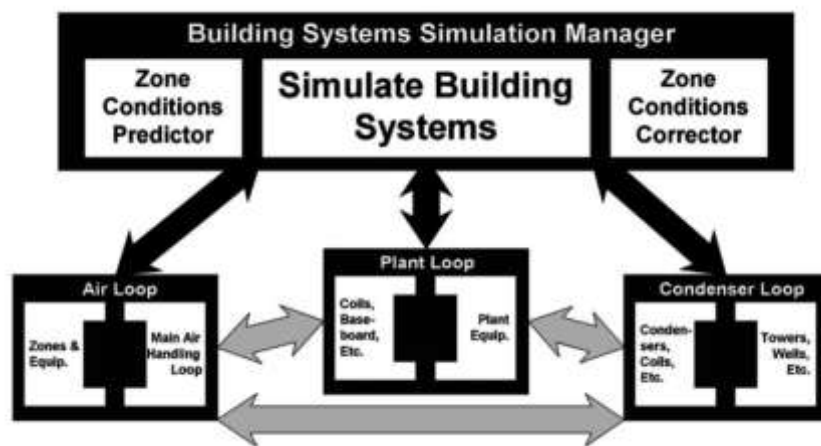 Building Systems Simulation Manager
Zone
Conditions
Predictor
Simulate Building
Systems
Zone
Conditions
Corrector
Air Loop
Zones &
Equip.
Main Air
Handling
Loop
Plant Loop
Coils,
Base-
board,
Etc.
Plant
Equip.
Condenser Loop
Conden-
sers,
Coils,
Etc.
Towers,
Wells,
Etc.